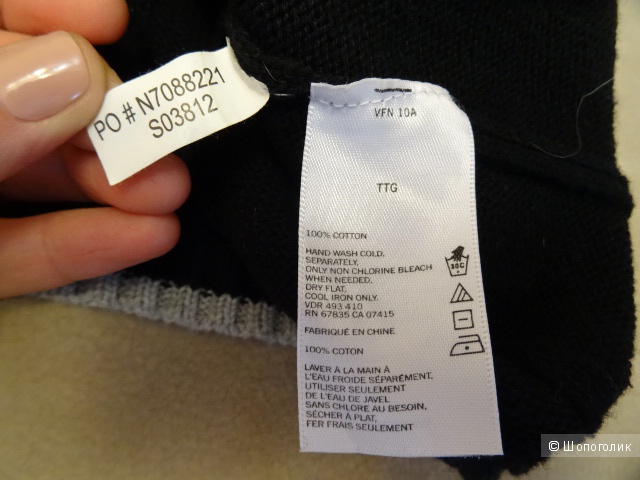 PO # N7088221
S03812
VFN 10A
TTG
100% COTTON
HAND WASH COLD.
SEPARATELY,
ONLY NON CHLORINE BLEACH
WHEN NEEDED.
DRY FLAT,
COOL IRON ONLY.
VDR 493 410
RN 67835 CA 07415
FABRIQUÉ EN CHINE
100% COTON
LAVER À LA MAIN À
L'EAU FROIDE SÉPARÉMENT,
UTILISER SEULEMENT
DE L'EAU DE JAVEL
SANS CHLORE AU BESOIN,
SÉCHER À PLAT,
FER FRAIS SEULEMENT
30C
© Шопоголик